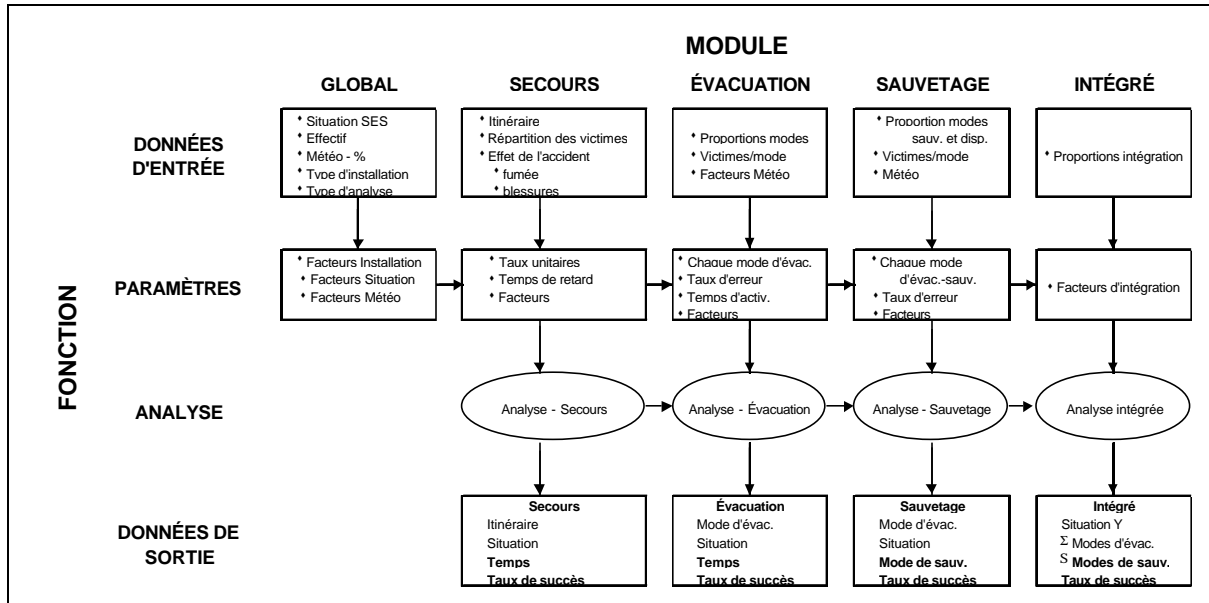 MODULE
GLOBAL
SECOURS
ÉVACUATION
SAUVETAGE
INTÉGRÉ
FONCTION
DONNÉES
D'ENTRÉE
♦ Situation SES
♦ Effectif
♦ Météo - %
♦ Type d'installation
♦ Type d'analyse
♦ Itinéraire
♦ Répartition des victimes
♦ Effet de l'accident
♦ fumée
♦ blessures
♦ Proportions modes
♦ Victimes/mode
♦ Facteurs Météo
♦ Proportion modes
sauv. et disp.
♦ Victimes/mode
♦ Météo
♦ Proportions intégration
PARAMÈTRES
♦ Facteurs Installation
♦ Facteurs Situation
♦ Facteurs Météo
♦ Taux unitaires
♦ Temps de retard
♦ Facteurs
♦ Chaque mode d'évac.
♦ Taux d'erreur
♦ Temps d'activ.
♦ Facteurs
♦ Chaque mode
d'évac.-sauv.
♦ Taux d'erreur
♦ Facteurs
♦ Facteurs d'intégration
ANALYSE
Analyse - Secours
Analyse - Évacuation
Analyse - Sauvetage
Analyse intégrée
DONNÉES DE
SORTIE
Secours
Itinéraire
Situation
Temps
Taux de succès
Évacuation
Mode d'évac.
Situation
Temps
Taux de succès
Sauvetage
Mode d'évac.
Situation
Mode de sauv.
Taux de succès
Intégré
Situation Y
Σ Modes d'évac.
S Modes de sauv.
Taux de succès